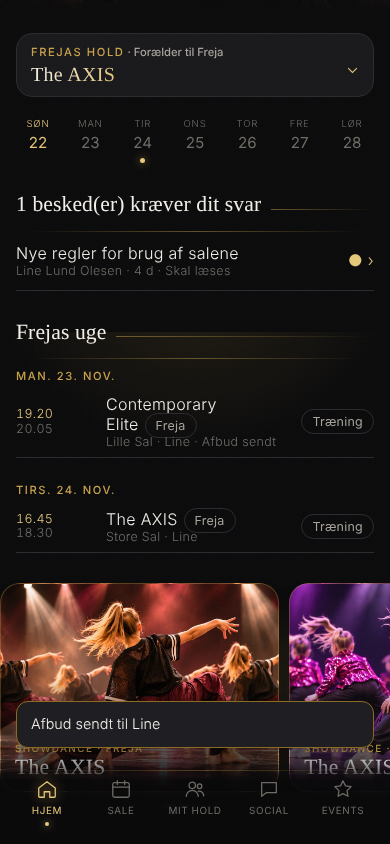 FREJAS HOLD · Forælder til Freja
The AXIS
SØN MAN TIR ONS TOR FRE LØR
22 23 24 25 26 27 28
1 besked(er) kræver dit svar
Nye regler for brug af salene
Line Lund Olesen · 4 d · Skal læses
Frejas uge
MAN. 23. NOV.
19.20
20.05
Contemporary
Elite Freja
Lille Sal · Line · Afbud sendt
Træning
TIRS. 24. NOV.
16.45
18.30
The AXIS Freja
Store Sal · Line
Træning
Afbud sendt til Line
SHOWDANCE · FREJA
The AXIS
SHOWDANCE ·
The AXIS
HJEM SALE MIT HOLD SOCIAL EVENTS